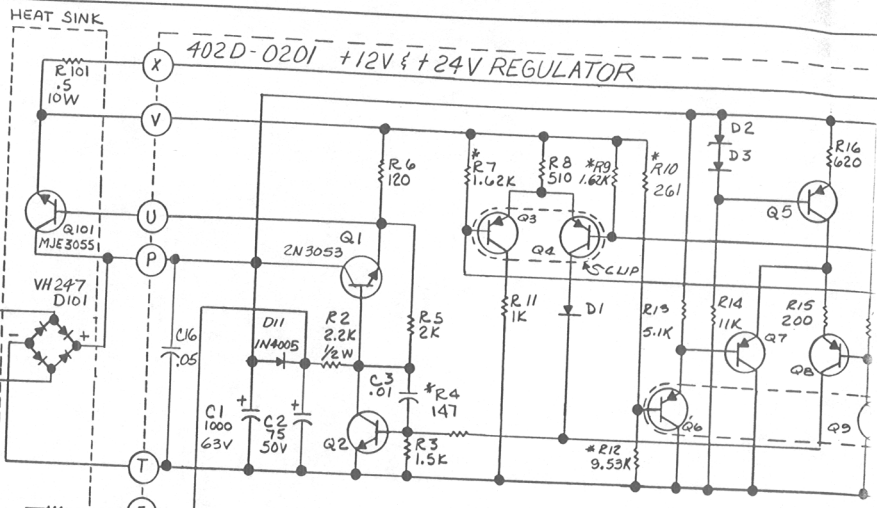 HEAT SINK
402D-0201 +12V & +24V REGULATOR
R101
.5
10W
X
V
U
P
T
Q101
MJE3055
VH247
D101
-
+
C16
.05
R6
120
Q1
2N3053
D11
1N4005
R2
2.2K
1/2W
R5
2K
C1
1000
63V
+
C2
75
50V
+
C3
.01
*R4
147
Q2
R3
1.5K
*R7
1.62K
R8
510
*R9
1.62K
*R10
261
Q3
Q4
CLIP
R11
1K
D1
D2
D3
R16
620
Q5
R13
5.1K
R14
11K
Q7
R15
200
Q8
Q6
Q9
*R12
9.53K